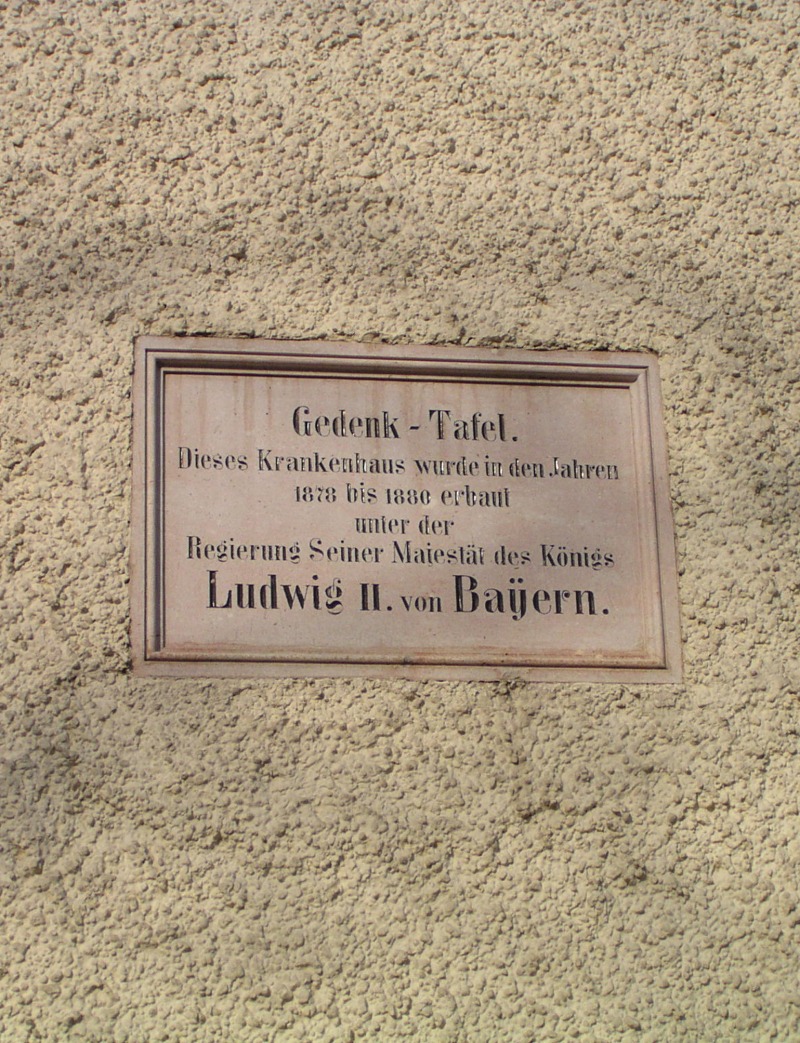 Gedenk - Tafel.
Dieses Krankenhaus wurde in den Jahren
1878 bis 1880 erbaut
unter der
Regierung Seiner Maiestät des Königs
Ludwig II. von Baÿern.